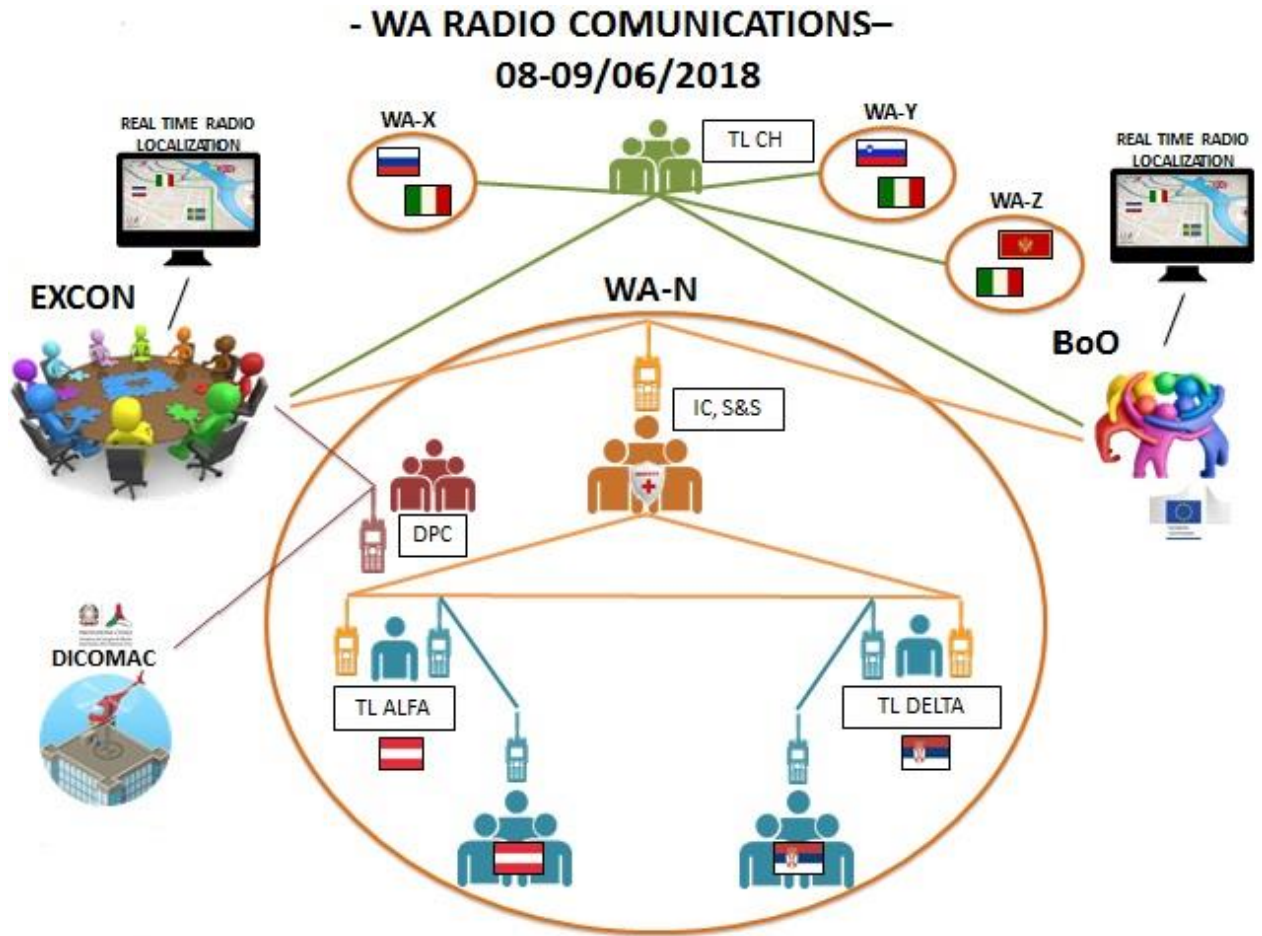 - WA RADIO COMUNICATIONS–
08-09/06/2018
REAL TIME RADIO
LOCALIZATION
WA-X
TL CH
WA-Y
REAL TIME RADIO
LOCALIZATION
WA-Z
EXCON
WA-N
BoO
IC, S&S
DPC
DICOMAC
TL ALFA
TL DELTA